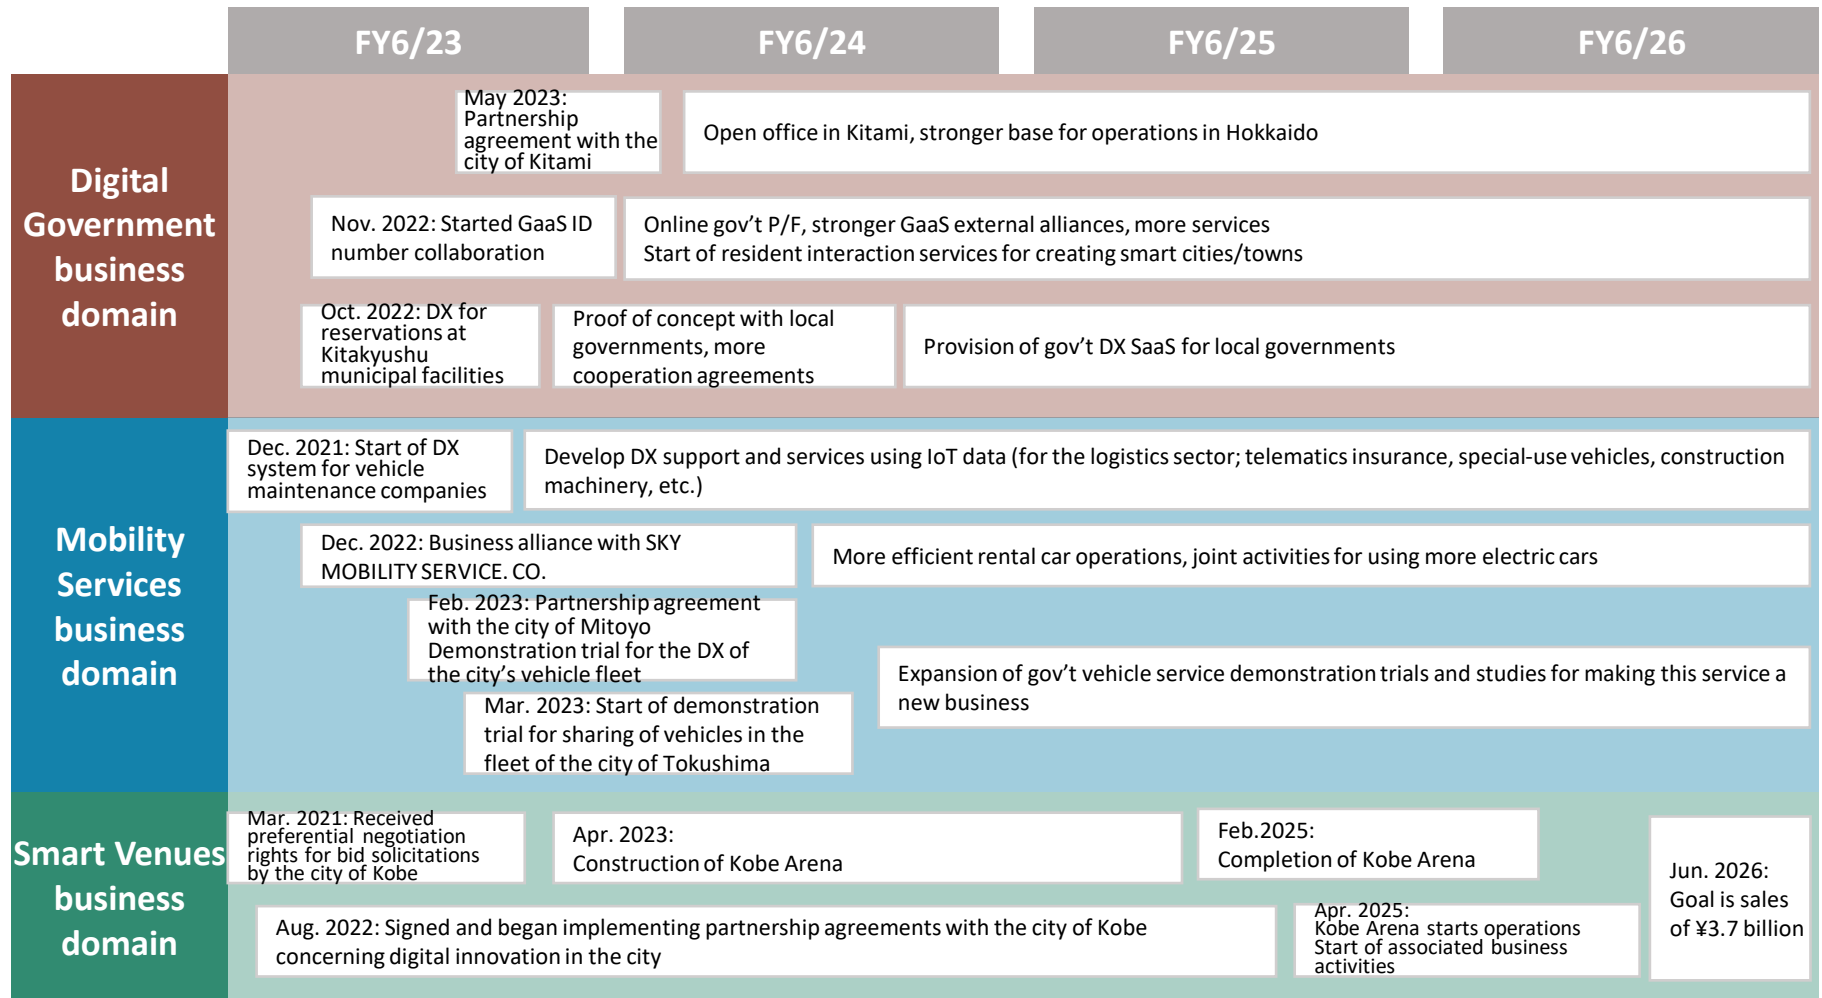 FY6/23
FY6/24
FY6/25
FY6/26
Digital
Government
business
domain
May 2023:
Partnership
agreement with the
city of Kitami
Open office in Kitami, stronger base for operations in Hokkaido
Nov. 2022: Started GaaS ID
number collaboration
Online gov’t P/F, stronger GaaS external alliances, more services
Start of resident interaction services for creating smart cities/towns
Oct. 2022: DX for
reservations at
Kitakyushu
municipal facilities
Proof of concept with local
governments, more
cooperation agreements
Provision of gov’t DX SaaS for local governments
Mobility
Services
business
domain
Dec. 2021: Start of DX
system for vehicle
maintenance companies
Develop DX support and services using IoT data (for the logistics sector; telematics insurance, special-use vehicles, construction
machinery, etc.)
Dec. 2022: Business alliance with SKY
MOBILITY SERVICE. CO.
More efficient rental car operations, joint activities for using more electric cars
Feb. 2023: Partnership agreement
with the city of Mitoyo
Demonstration trial for the DX of
the city’s vehicle fleet
Expansion of gov’t vehicle service demonstration trials and studies for making this service a
new business
Mar. 2023: Start of demonstration
trial for sharing of vehicles in the
fleet of the city of Tokushima
Smart Venues
business
domain
Mar. 2021: Received
preferential negotiation
rights for bid solicitations
by the city of Kobe
Apr. 2023:
Construction of Kobe Arena
Feb.2025:
Completion of Kobe Arena
Jun. 2026:
Goal is sales
of ¥3.7 billion
Aug. 2022: Signed and began implementing partnership agreements with the city of Kobe
concerning digital innovation in the city
Apr. 2025:
Kobe Arena starts operations
Start of associated business
activities